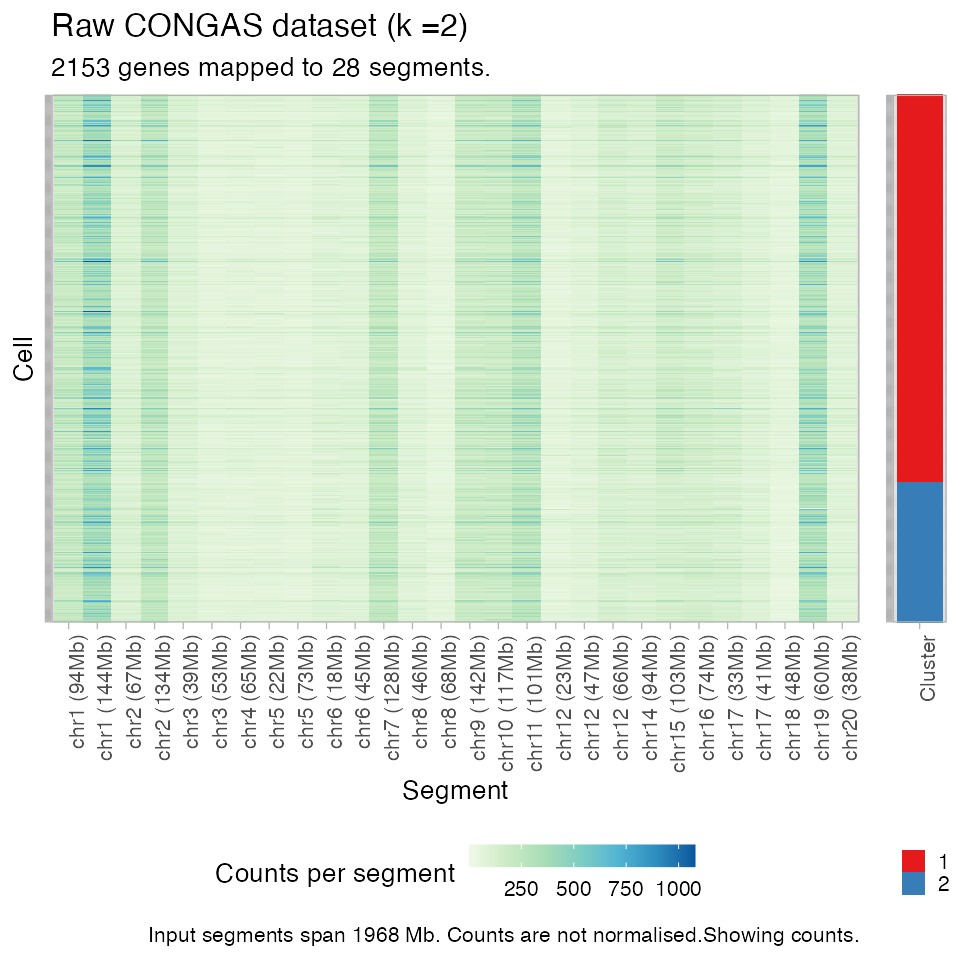 Raw CONGAS dataset (k =2)
2153 genes mapped to 28 segments.
Cell
chr1 (94Mb)
chr1 (144Mb)
chr2 (67Mb)
chr2 (134Mb)
chr3 (39Mb)
chr3 (53Mb)
chr4 (65Mb)
chr5 (22Mb)
chr5 (73Mb)
chr6 (18Mb)
chr6 (45Mb)
chr7 (128Mb)
chr8 (46Mb)
chr8 (68Mb)
chr9 (142Mb)
chr10 (117Mb)
chr11 (101Mb)
chr12 (23Mb)
chr12 (47Mb)
chr12 (66Mb)
chr14 (94Mb)
chr15 (103Mb)
chr16 (74Mb)
chr17 (33Mb)
chr17 (41Mb)
chr18 (48Mb)
chr19 (60Mb)
chr20 (38Mb)
Cluster
Segment
Counts per segment
250 500 750 1000
1
2
Input segments span 1968 Mb. Counts are not normalised.Showing counts.